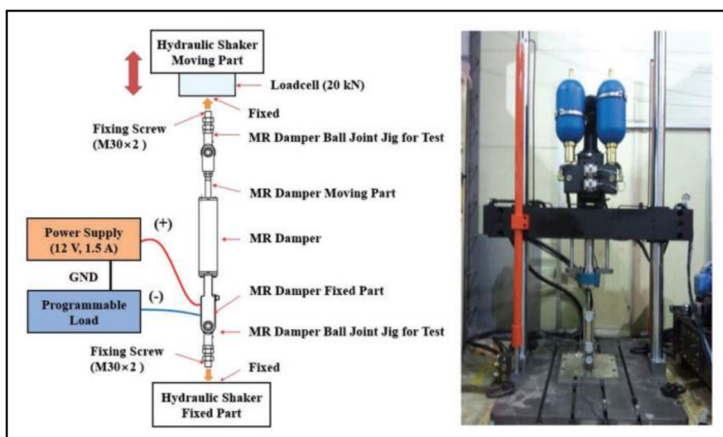 Hydraulic Shaker
Moving Part
Loadcell (20 kN)
Fixed
Fixing Screw
(M30×2 )
MR Damper Ball Joint Jig for Test
MR Damper Moving Part
(+)
Power Supply
(12 V, 1.5 A)
MR Damper
GND
(-)
MR Damper Fixed Part
Programmable
Load
MR Damper Ball Joint Jig for Test
Fixing Screw
(M30×2 )
Fixed
Hydraulic Shaker
Fixed Part